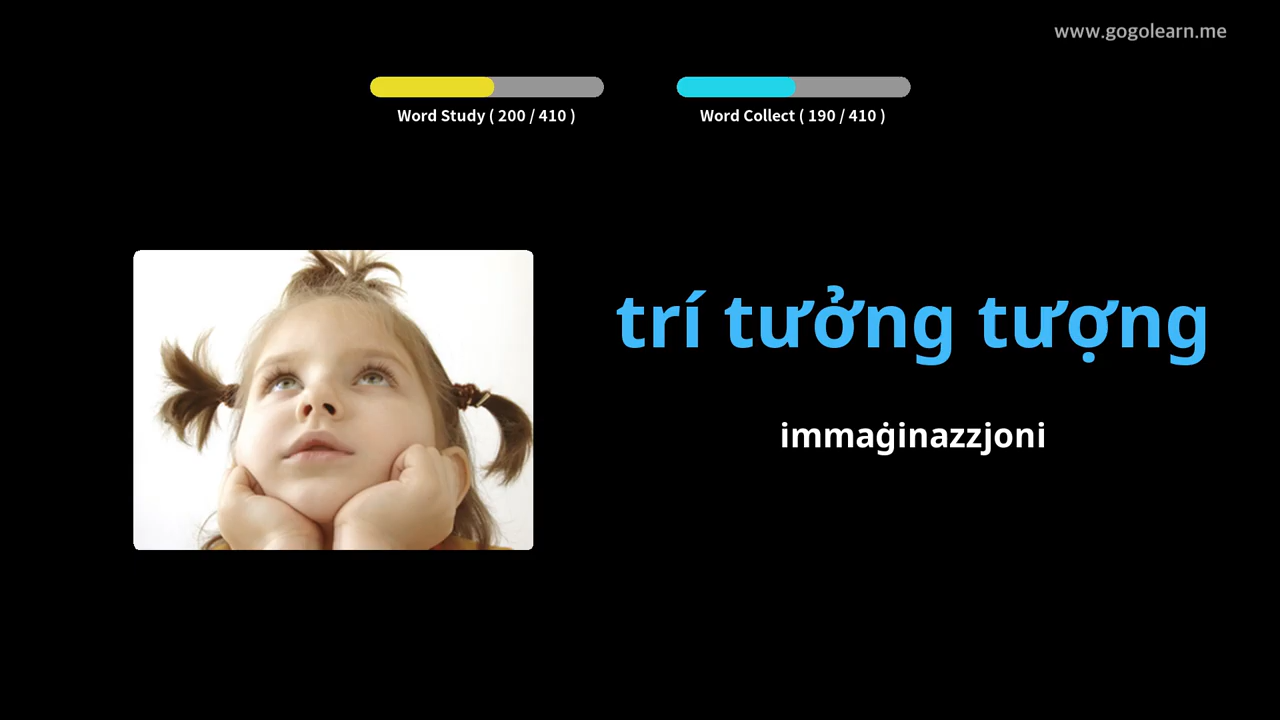 www.gogolearn.me
Word Study ( 200 / 410 )
Word Collect ( 190 / 410 )
trí tưởng tượng
immaġinazzjoni